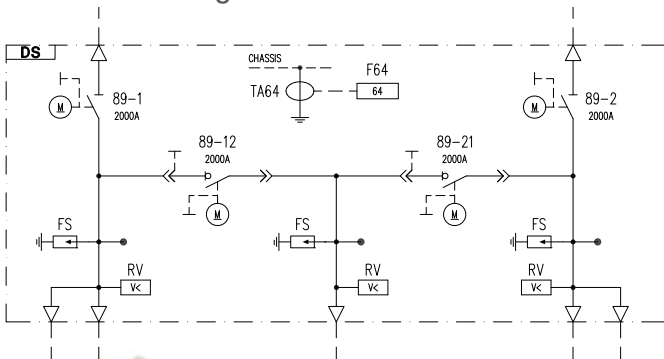 DS
CHASSIS
F64
TA64
64
M
89-1
2000A
89-2
2000A
M
89-12
2000A
89-21
2000A
M
M
FS
FS
FS
RV
V<
RV
V<
RV
V<